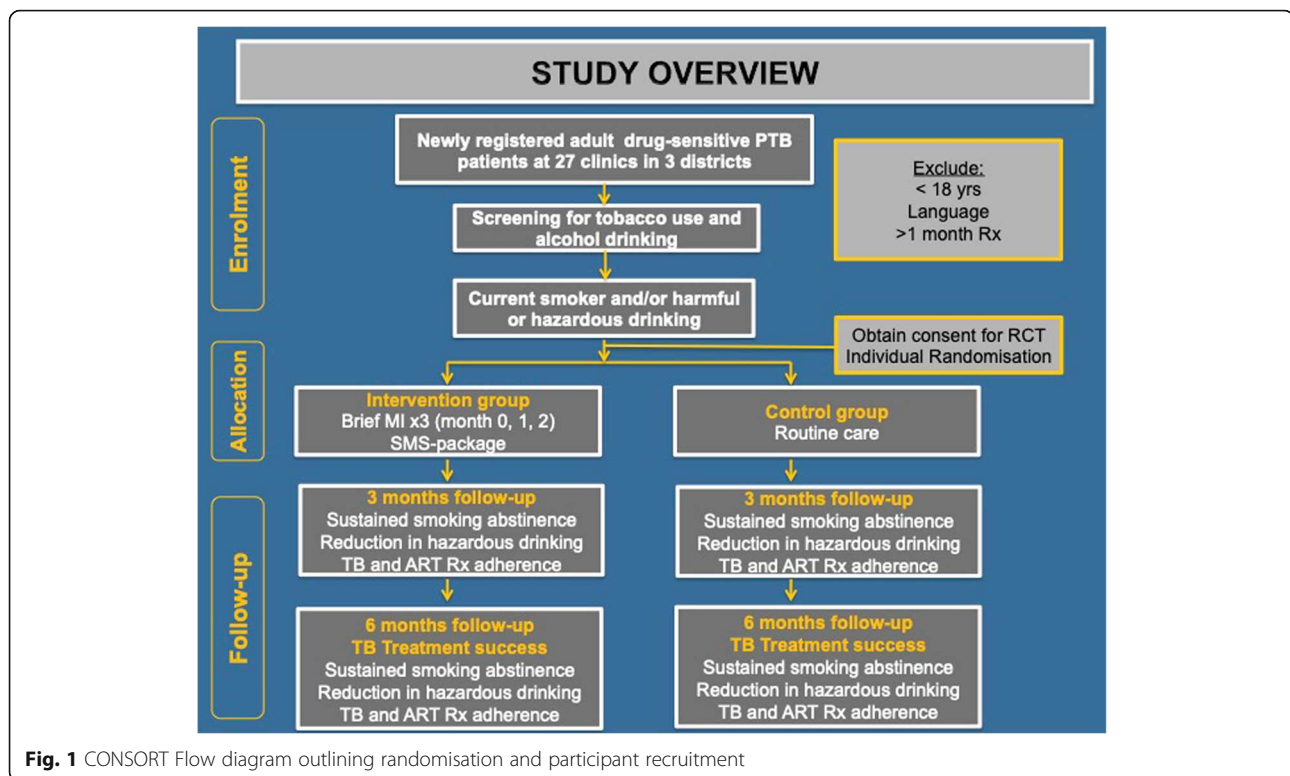 STUDY OVERVIEW
Enrolment
Newly registered adult drug-sensitive PTB
patients at 27 clinics in 3 districts
Exclude:
< 18 yrs
Language
>1 month Rx
Screening for tobacco use and
alcohol drinking
Current smoker and/or harmful
or hazardous drinking
Obtain consent for RCT
Individual Randomisation
Allocation
Intervention group
Brief MI x3 (month 0, 1, 2)
SMS-package
Control group
Routine care
Follow-up
3 months follow-up
Sustained smoking abstinence
Reduction in hazardous drinking
TB and ART Rx adherence
3 months follow-up
Sustained smoking abstinence
Reduction in hazardous drinking
TB and ART Rx adherence
6 months follow-up
TB Treatment success
Sustained smoking abstinence
Reduction in hazardous drinking
TB and ART Rx adherence
6 months follow-up
TB Treatment success
Sustained smoking abstinence
Reduction in hazardous drinking
TB and ART Rx adherence
Fig. 1 CONSORT Flow diagram outlining randomisation and participant recruitment